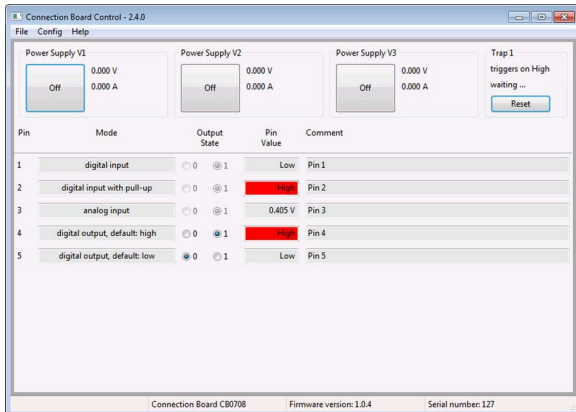 Connection Board Control - 2.4.0
File Config Help
Power Supply V1 Power Supply V2 Power Supply V3 Trap 1
Off 0.000 V 0.000 A Off 0.000 V 0.000 A Off 0.000 V 0.000 A triggers on High
waiting ...
Reset
Pin Mode Output State Pin Value Comment
1 digital input 0 1 Low Pin 1
2 digital input with pull-up 0 1 High Pin 2
3 analog input 0 1 0.405 V Pin 3
4 digital output, default: high 0 1 High Pin 4
5 digital output, default: low 0 1 Low Pin 5
Connection Board CB0708 Firmware version: 1.0.4 Serial number: 127